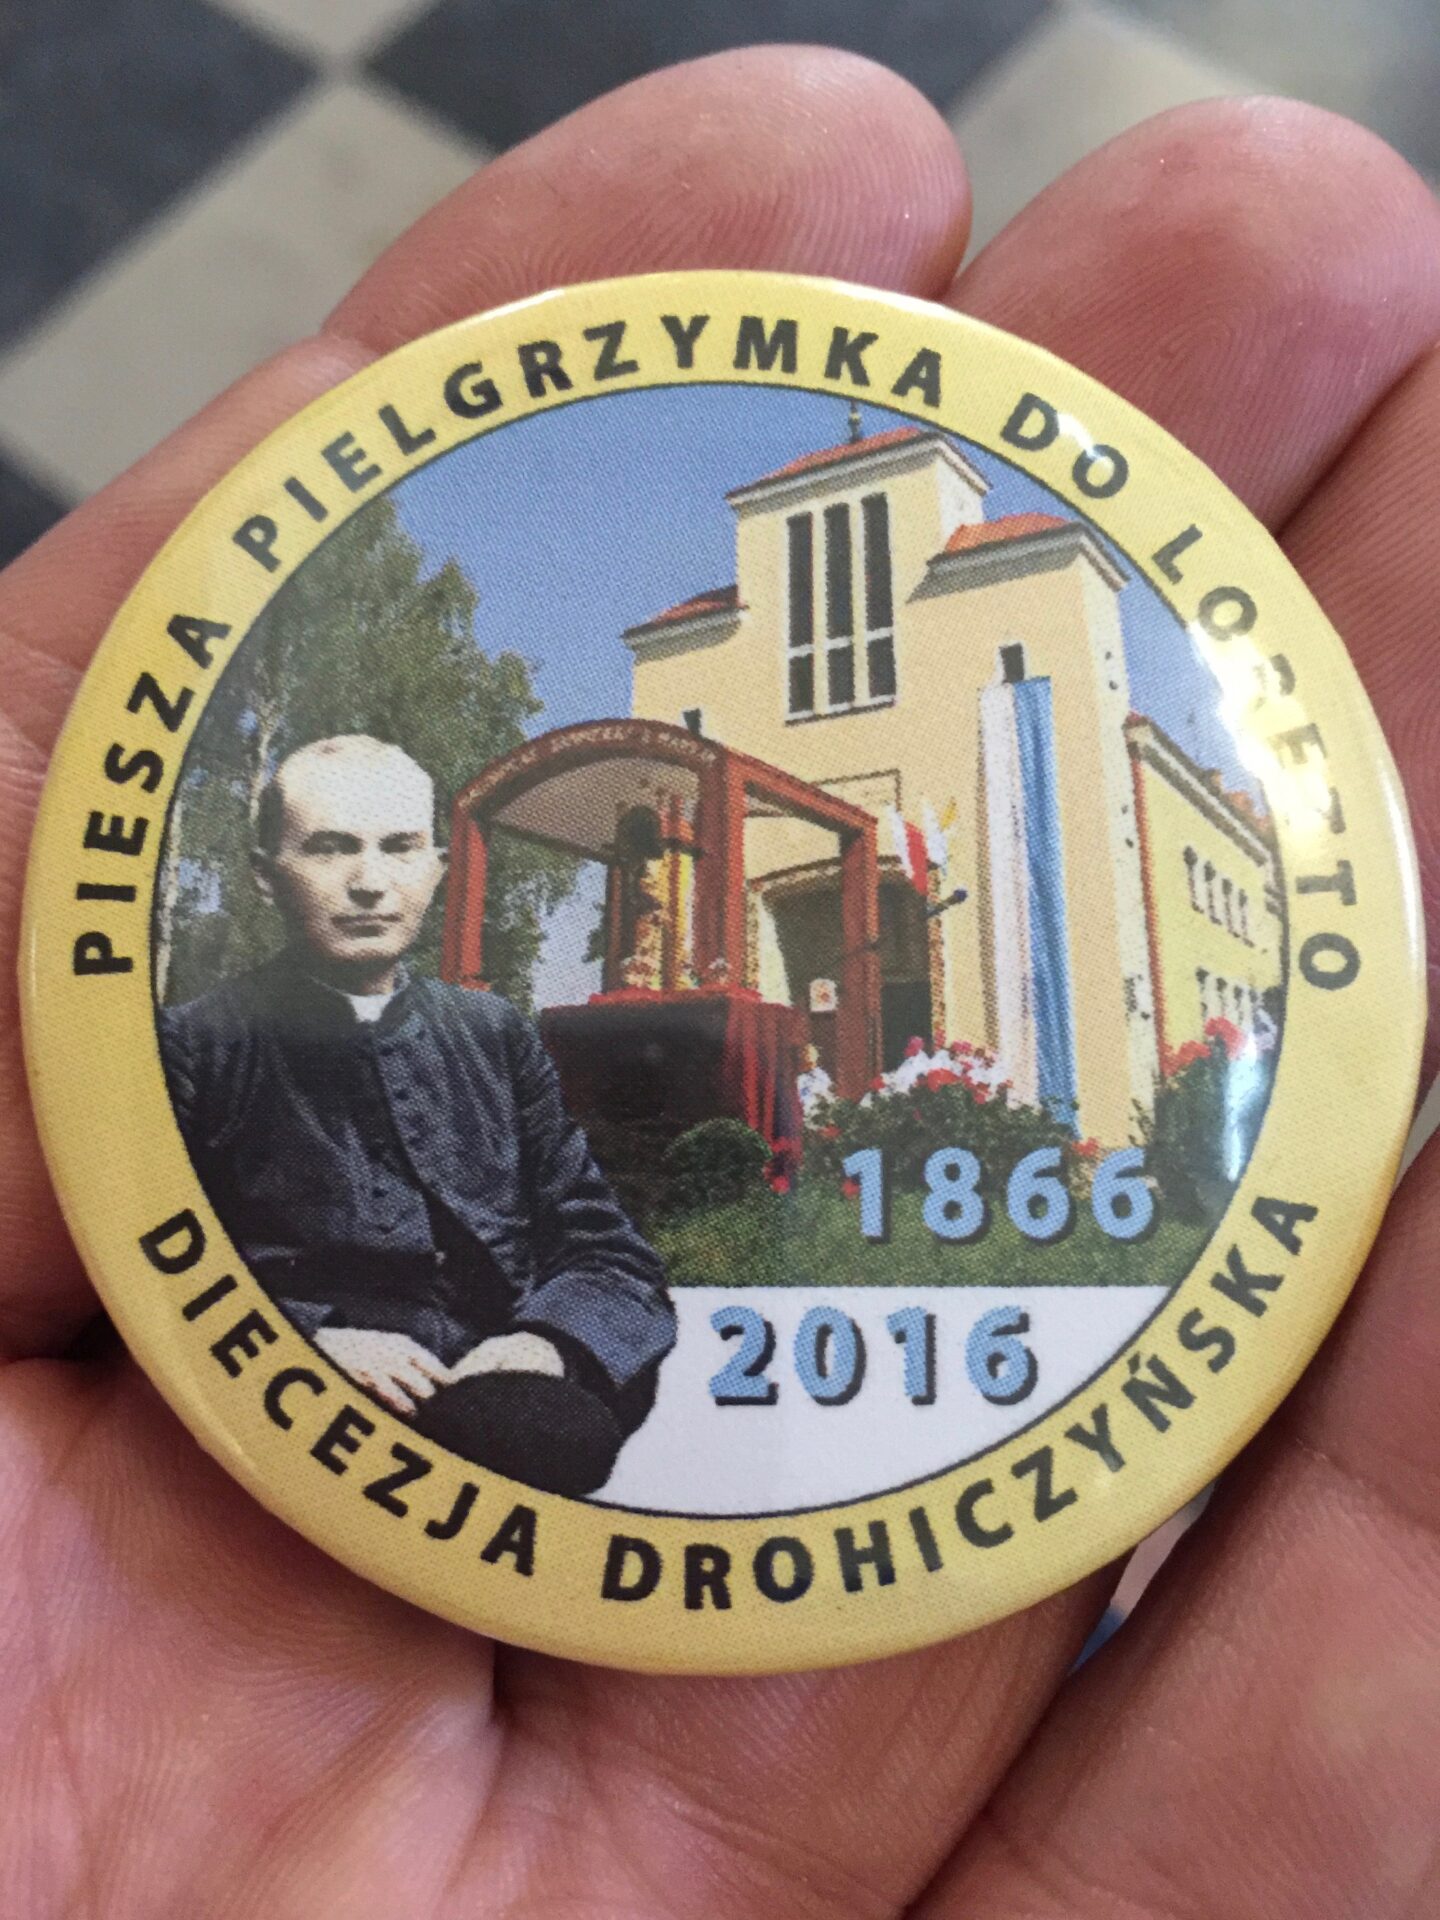 PIESZA PIELGRZYMKA DO LORETTO
1866
2016
DIECEZJA DROHICZYŃSKA